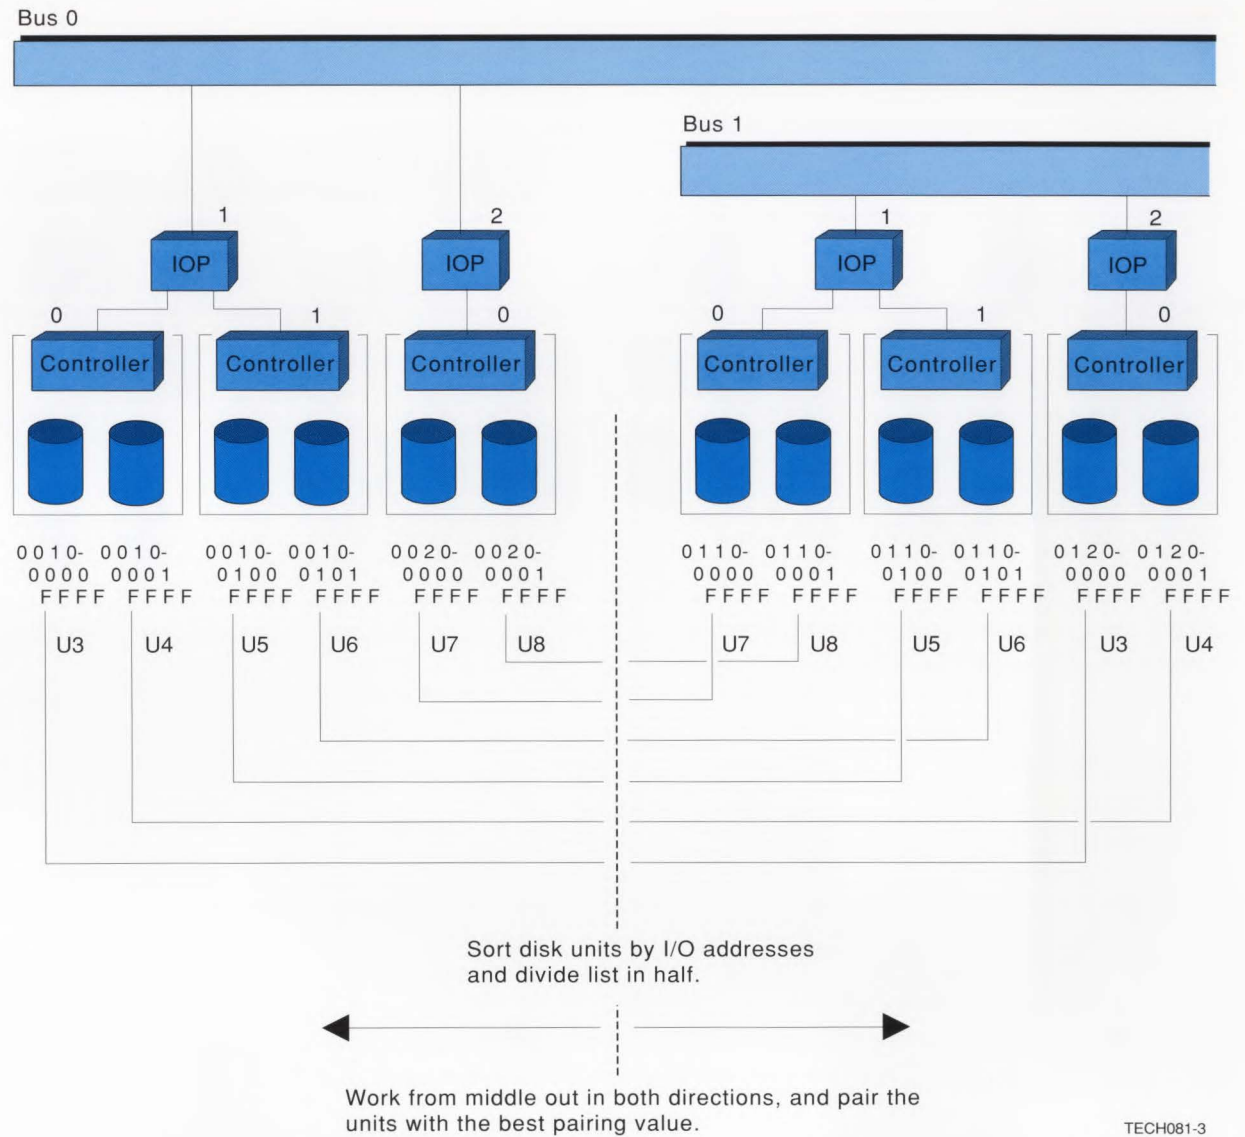 Bus 0
Bus 1
1 2 1 2
IOP IOP IOP IOP
0 1 0 0 1 0
Controller Controller Controller Controller Controller Controller
0010- 0010- 0010- 0010- 0020- 0020- 0110- 0110- 0110- 0110- 0120- 0120-
0000 0001 0100 0101 0000 0001 0000 0001 0100 0101 0000 0001
FFFF FFFF FFFF FFFF FFFF FFFF FFFF FFFF FFFF FFFF FFFF FFFF
U3 U4 U5 U6 U7 U8 U7 U8 U5 U6 U3 U4
Sort disk units by I/O addresses
and divide list in half.
Work from middle out in both directions, and pair the
units with the best pairing value.
TECH081-3